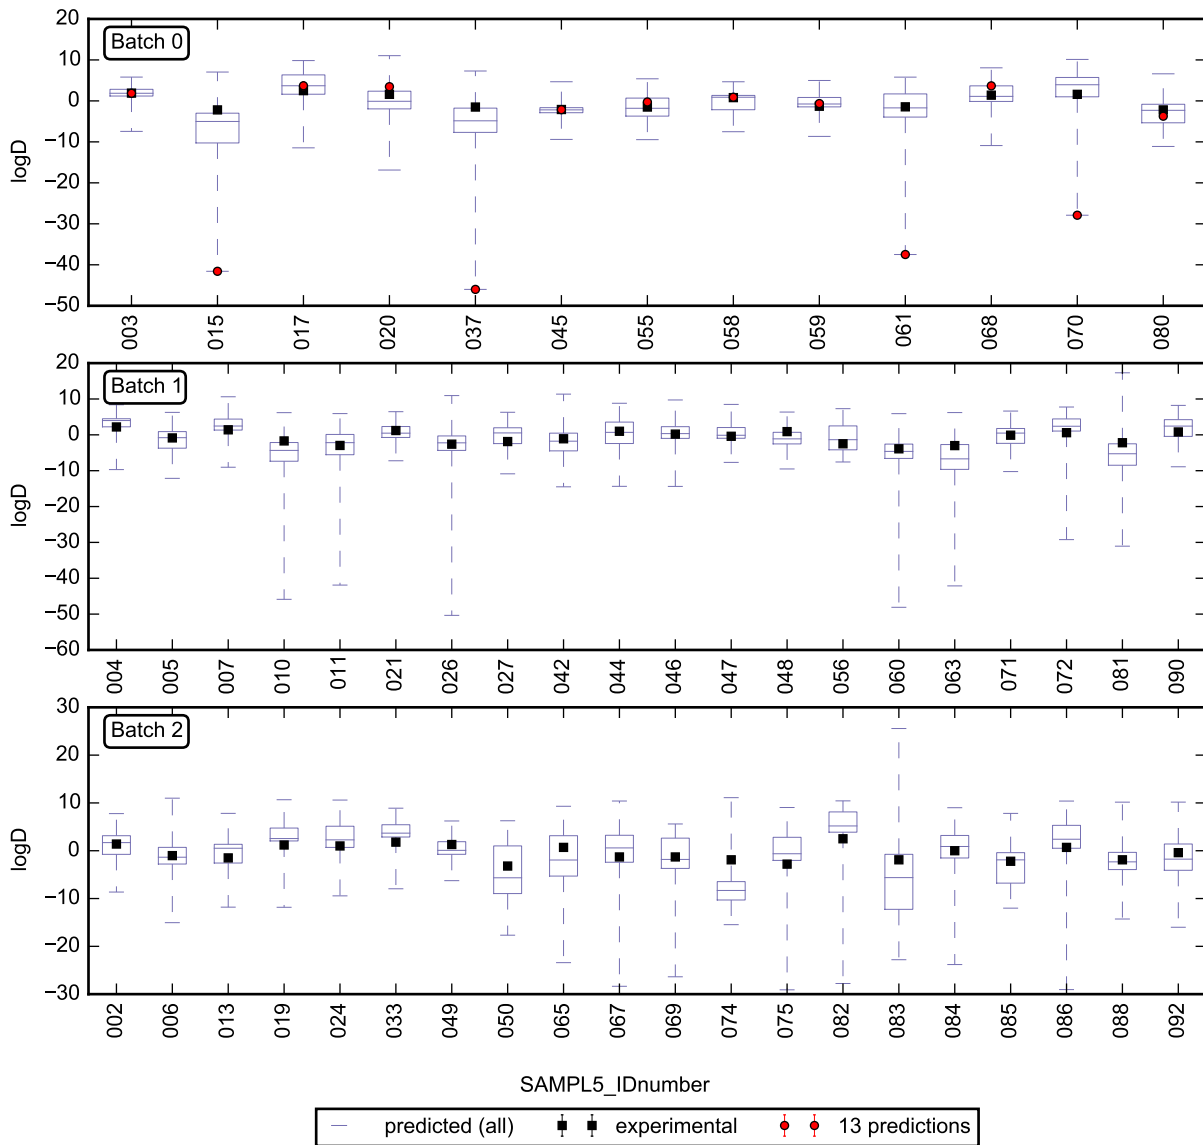 20
Batch 0
10
0
−10
logD
−20
−30
−40
−50
003 015 017 020 037 045 055 058 059 061 068 070 080
20
Batch 1
10
0
−10
logD
−20
−30
−40
−50
−60
004 005 007 010 011 021 026 027 042 044 046 047 048 056 060 063 071 072 081 090
30
Batch 2
20
10
logD
0
−10
−20
−30
002 006 013 019 024 033 049 050 065 067 069 074 075 082 083 084 085 086 088 092
SAMPL5_IDnumber
predicted (all) experimental 13 predictions